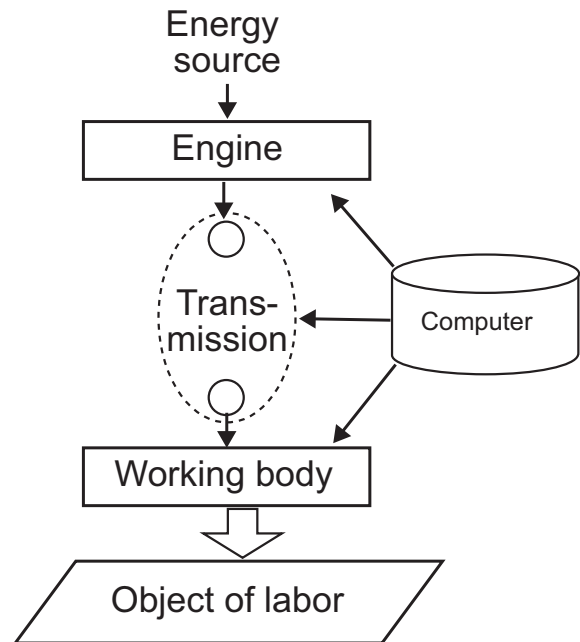 Energy
source
Engine
Trans-
mission
Computer
Working body
Object of labor